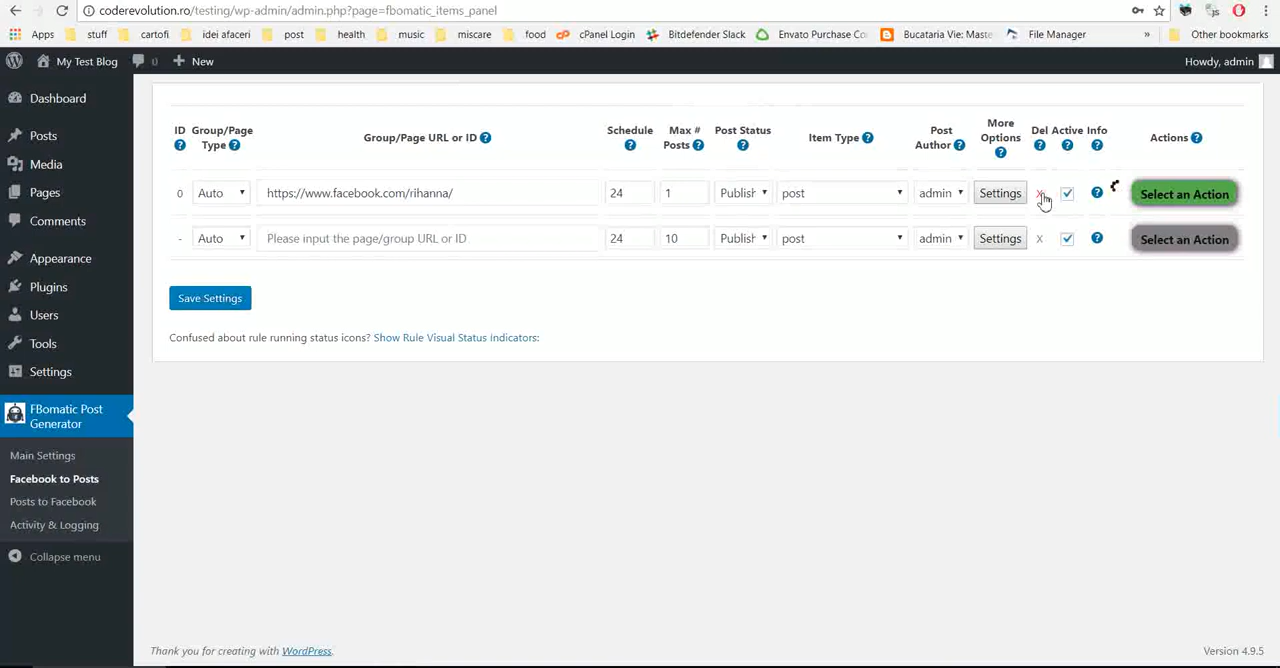 coderevolution.ro/testing/wp-admin/admin.php?page=fbomatic_items_panel
Apps stuff cartofi idei afaceri post health music miscare food cPanel Login Bitdefender Slack Envato Purchase Co Bucataria Vie: Maste File Manager » Other bookmarks
My Test Blog 0 New Howdy, admin
Dashboard
Posts
Media
Pages
Comments
Appearance
Plugins
Users
Tools
Settings
FBomatic Post
Generator
Main Settings
Facebook to Posts
Posts to Facebook
Activity & Logging
Collapse menu
ID Group/Page Type Group/Page URL or ID Schedule Max # Posts Post Status Item Type Post Author More Options Del Active Info Actions
0 Auto https://www.facebook.com/rihanna/ 24 1 Publish post admin Settings X Select an Action
- Auto Please input the page/group URL or ID 24 10 Publish post admin Settings X Select an Action
Save Settings
Confused about rule running status icons? Show Rule Visual Status Indicators:
Thank you for creating with WordPress. Version 4.9.5